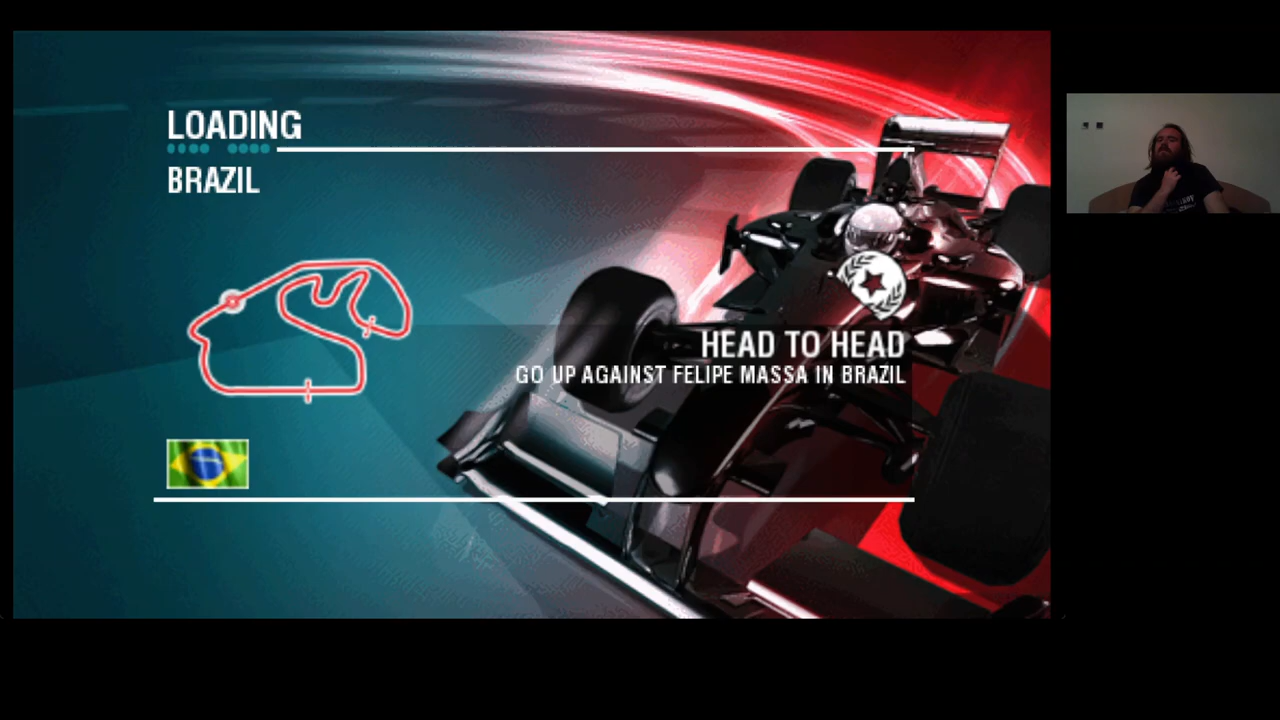 LOADING
BRAZIL
HEAD TO HEAD
GO UP AGAINST FELIPE MASSA IN BRAZIL